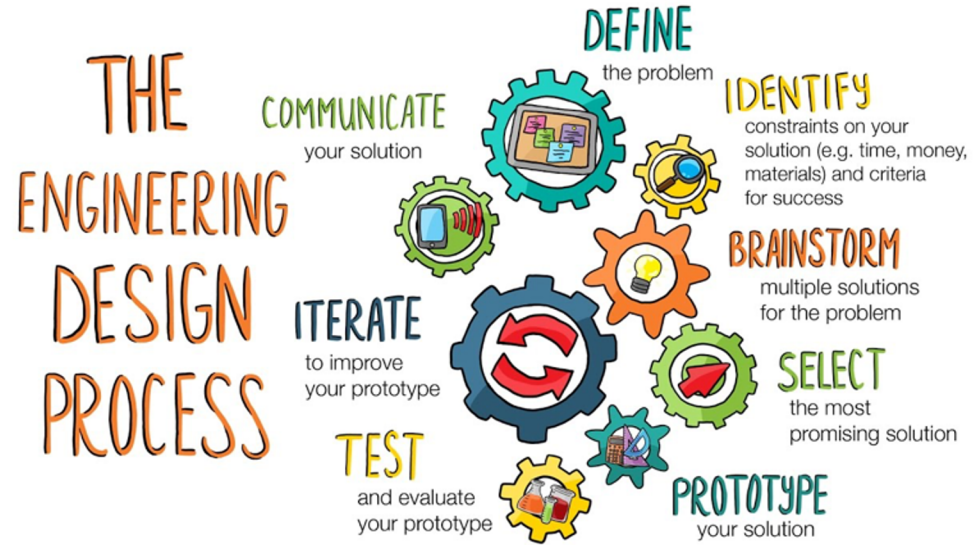 THE
ENGINEERING
DESIGN
PROCESS
DEFINE
the problem
IDENTIFY
constraints on your
solution (e.g. time, money,
materials) and criteria
for success
BRAINSTORM
multiple solutions
for the problem
SELECT
the most
promising solution
PROTOTYPE
your solution
TEST
and evaluate
your prototype
ITERATE
to improve
your prototype
COMMUNICATE
your solution